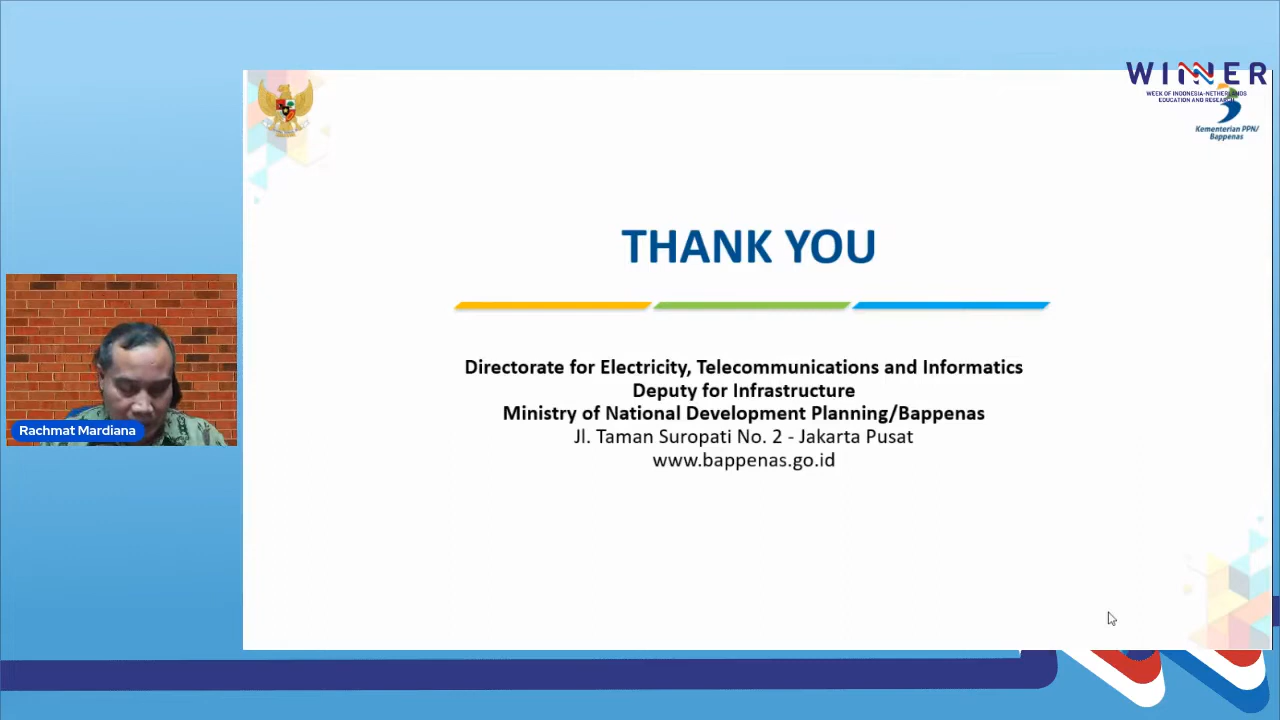 WINNER
WEEK OF INDONESIA-NETHERLANDS
EDUCATION AND RESEARCH
Kementerian PPN/
Bappenas
THANK YOU
Directorate for Electricity, Telecommunications and Informatics
Deputy for Infrastructure
Ministry of National Development Planning/Bappenas
Jl. Taman Suropati No. 2 - Jakarta Pusat
www.bappenas.go.id
Rachmat Mardiana